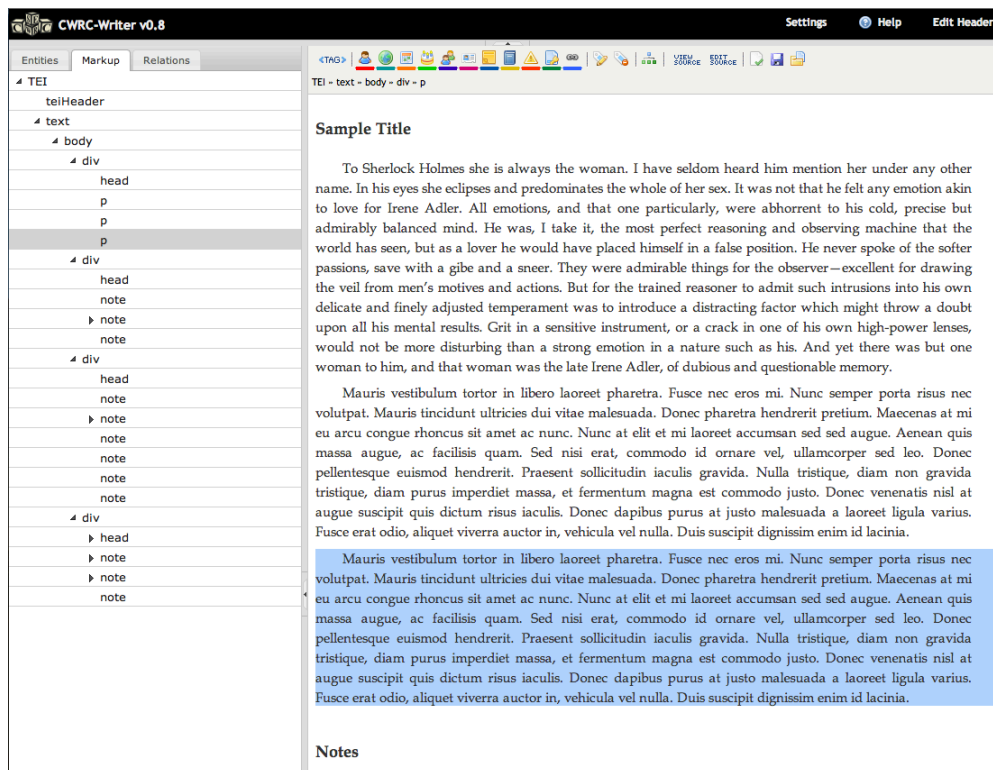 CWRC-Writer v0.8
Settings
Help
Edit Header
Entities
Markup
Relations
TEI
teiHeader
text
body
div
head
p
p
p
div
head
note
note
note
div
head
note
note
note
note
note
note
div
head
note
note
note
<TAG>
VIEW SOURCE
EDIT SOURCE
TEI » text » body » div » p
Sample Title
To Sherlock Holmes she is always the woman. I have seldom heard him mention her under any other
name. In his eyes she eclipses and predominates the whole of her sex. It was not that he felt any emotion akin
to love for Irene Adler. All emotions, and that one particularly, were abhorrent to his cold, precise but
admirably balanced mind. He was, I take it, the most perfect reasoning and observing machine that the
world has seen, but as a lover he would have placed himself in a false position. He never spoke of the softer
passions, save with a gibe and a sneer. They were admirable things for the observer—excellent for drawing
the veil from men's motives and actions. But for the trained reasoner to admit such intrusions into his own
delicate and finely adjusted temperament was to introduce a distracting factor which might throw a doubt
upon all his mental results. Grit in a sensitive instrument, or a crack in one of his own high-power lenses,
would not be more disturbing than a strong emotion in a nature such as his. And yet there was but one
woman to him, and that woman was the late Irene Adler, of dubious and questionable memory.
Mauris vestibulum tortor in libero laoreet pharetra. Fusce nec eros mi. Nunc semper porta risus nec
volutpat. Mauris tincidunt ultricies dui vitae malesuada. Donec pharetra hendrerit pretium. Maecenas at mi
eu arcu congue rhoncus sit amet ac nunc. Nunc at elit et mi laoreet accumsan sed sed augue. Aenean quis
massa augue, ac facilisis quam. Sed nisi erat, commodo id ornare vel, ullamcorper sed leo. Donec
pellentesque euismod hendrerit. Praesent sollicitudin iaculis gravida. Nulla tristique, diam non gravida
tristique, diam purus imperdiet massa, et fermentum magna est commodo justo. Donec venenatis nisl at
augue suscipit quis dictum risus iaculis. Donec dapibus purus at justo malesuada a laoreet ligula varius.
Fusce erat odio, aliquet viverra auctor in, vehicula vel nulla. Duis suscipit dignissim enim id lacinia.
Mauris vestibulum tortor in libero laoreet pharetra. Fusce nec eros mi. Nunc semper porta risus nec
volutpat. Mauris tincidunt ultricies dui vitae malesuada. Donec pharetra hendrerit pretium. Maecenas at mi
eu arcu congue rhoncus sit amet ac nunc. Nunc at elit et mi laoreet accumsan sed sed augue. Aenean quis
massa augue, ac facilisis quam. Sed nisi erat, commodo id ornare vel, ullamcorper sed leo. Donec
pellentesque euismod hendrerit. Praesent sollicitudin iaculis gravida. Nulla tristique, diam non gravida
tristique, diam purus imperdiet massa, et fermentum magna est commodo justo. Donec venenatis nisl at
augue suscipit quis dictum risus iaculis. Donec dapibus purus at justo malesuada a laoreet ligula varius.
Fusce erat odio, aliquet viverra auctor in, vehicula vel nulla. Duis suscipit dignissim enim id lacinia.
Notes